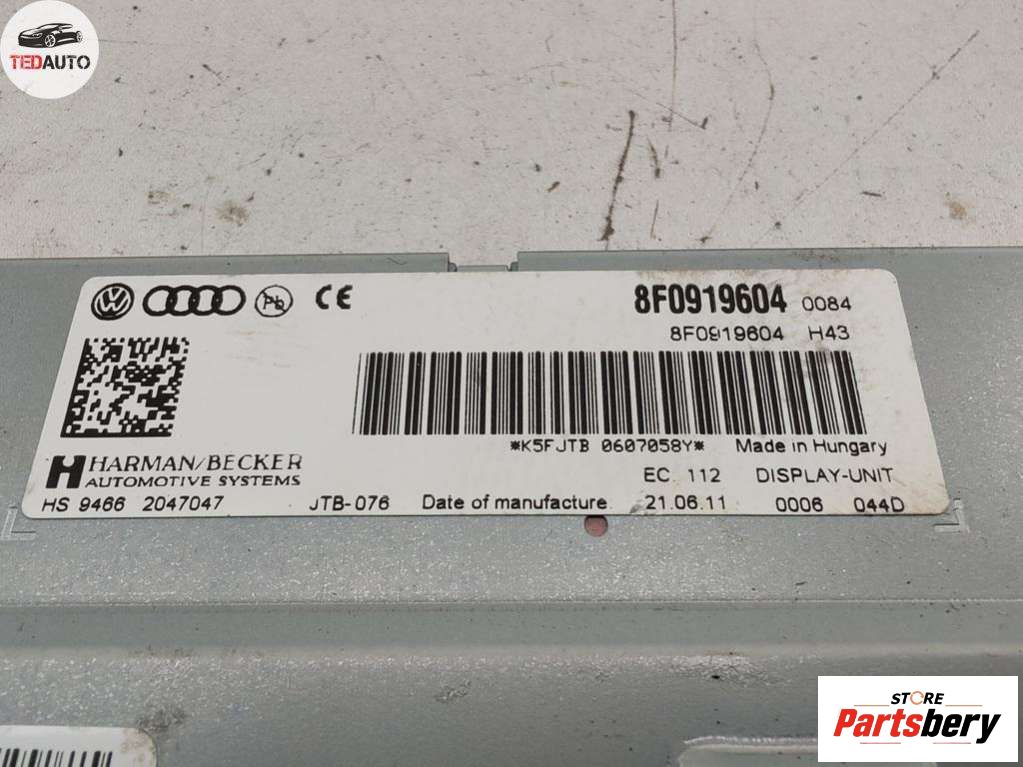 TEDAUTO
Pb CE 8F0919604 0084
8F0919604 H43
*K5FJTB 0607058Y* Made in Hungary
HARMAN/BECKER
AUTOMOTIVE SYSTEMS
EC. 112 DISPLAY-UNIT
HS 9466 2047047 JTB-076 Date of manufacture 21.06.11 0006 044D
STORE
Partsbery